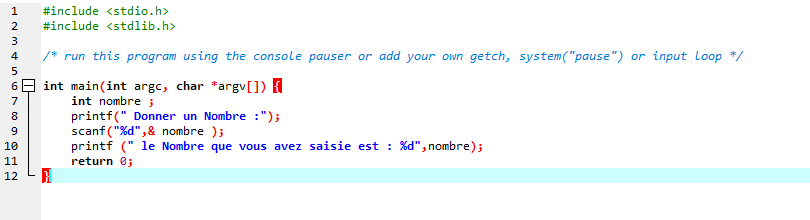 1 #include <stdio.h>
2 #include <stdlib.h>
3
4 /* run this program using the console pauser or add your own getch, system("pause") or input loop */
5
6 int main(int argc, char *argv[]) {
7 int nombre ;
8 printf(" Donner un Nombre :");
9 scanf("%d",& nombre );
10 printf (" le Nombre que vous avez saisie est : %d",nombre);
11 return 0;
12 }